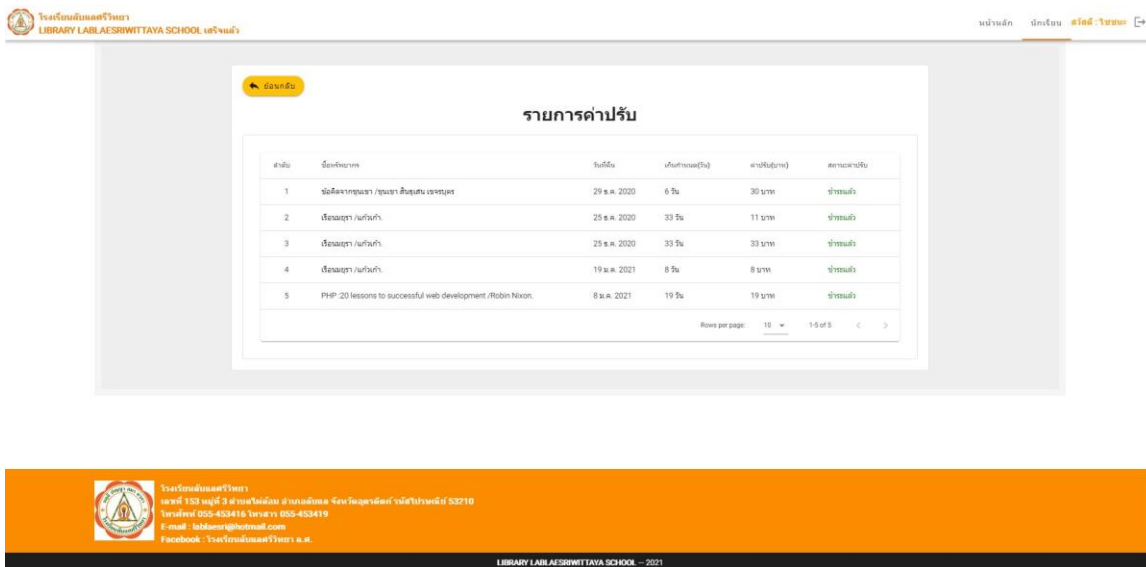 โรงเรียนลับแลศรีวิทยา
LIBRARY LABLAESRIWITTAYA SCHOOL เสร็จแล้ว
หน้าหลัก นักเรียน สวัสดี : วิชชนะ
ย้อนกลับ
รายการค่าปรับ
ลำดับ ชื่อทรัพยากร วันที่คืน เกินกำหนด(วัน) ค่าปรับ(บาท) สถานะค่าปรับ
1 ข้อคิดจากขุนเขา /ขุนเขา สินธุเสน เขจรบุตร 29 ธ.ค. 2020 6 วัน 30 บาท ชำระแล้ว
2 เรือนมยุรา /แก้วเก้า. 25 ธ.ค. 2020 33 วัน 11 บาท ชำระแล้ว
3 เรือนมยุรา /แก้วเก้า. 25 ธ.ค. 2020 33 วัน 33 บาท ชำระแล้ว
4 เรือนมยุรา /แก้วเก้า. 19 ม.ค. 2021 8 วัน 8 บาท ชำระแล้ว
5 PHP :20 lessons to successful web development /Robin Nixon. 8 ม.ค. 2021 19 วัน 19 บาท ชำระแล้ว
Rows per page: 10 1-5 of 5
โรงเรียนลับแลศรีวิทยา
เลขที่ 153 หมู่ที่ 3 ตำบลไผ่ล้อม อำเภอลับแล จังหวัดอุตรดิตถ์ รหัสไปรษณีย์ 53210
โทรศัพท์ 055-453416 โทรสาร 055-453419
E-mail : lablaesri@hotmail.com
Facebook : โรงเรียนลับแลศรีวิทยา ล.ศ.
LIBRARY LABLAESRIWITTAYA SCHOOL — 2021